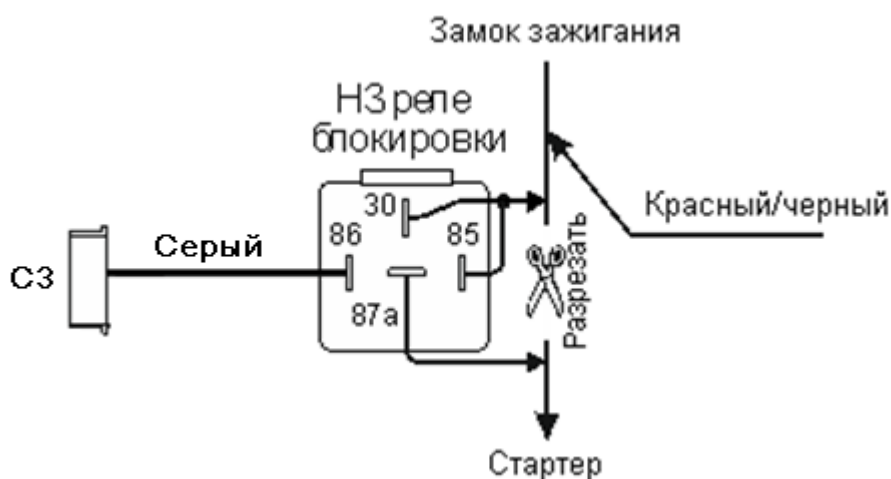 Замок зажигания
НЗ реле
блокировки
30
86
85
Красный/черный
Серый
С3
87а
Разрезать
Стартер